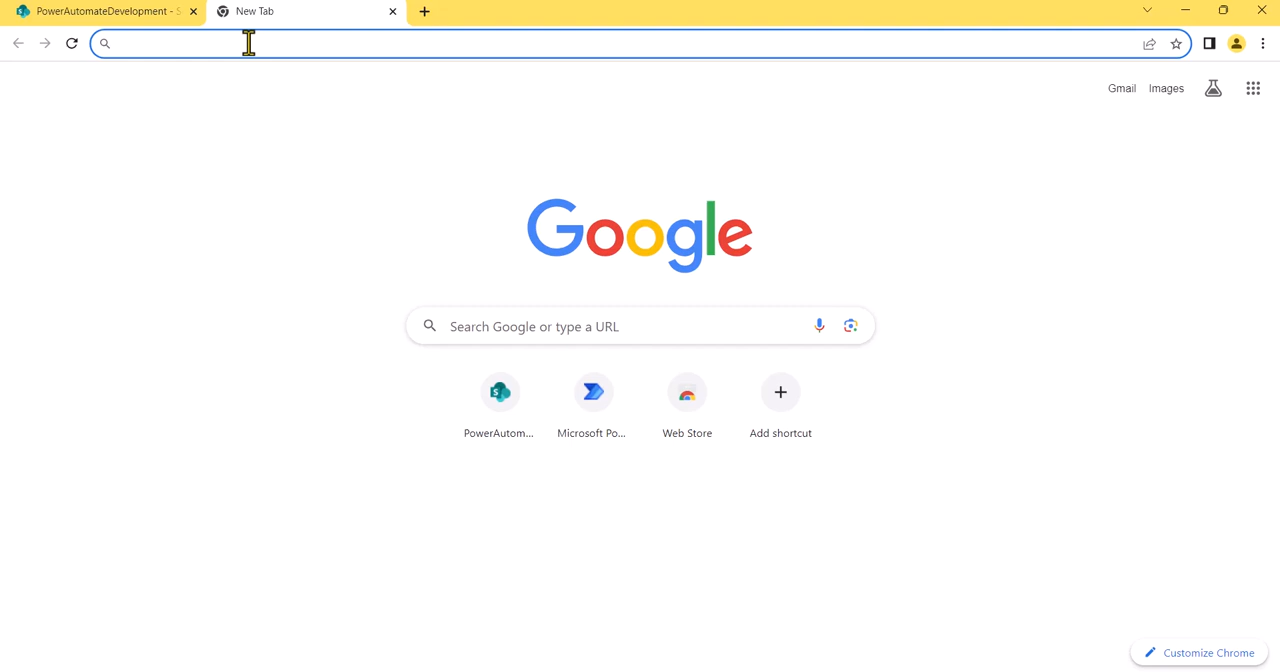 PowerAutomateDevelopment - S
New Tab
Gmail
Images
Google
Search Google or type a URL
PowerAutom...
Microsoft Po...
Web Store
Add shortcut
Customize Chrome